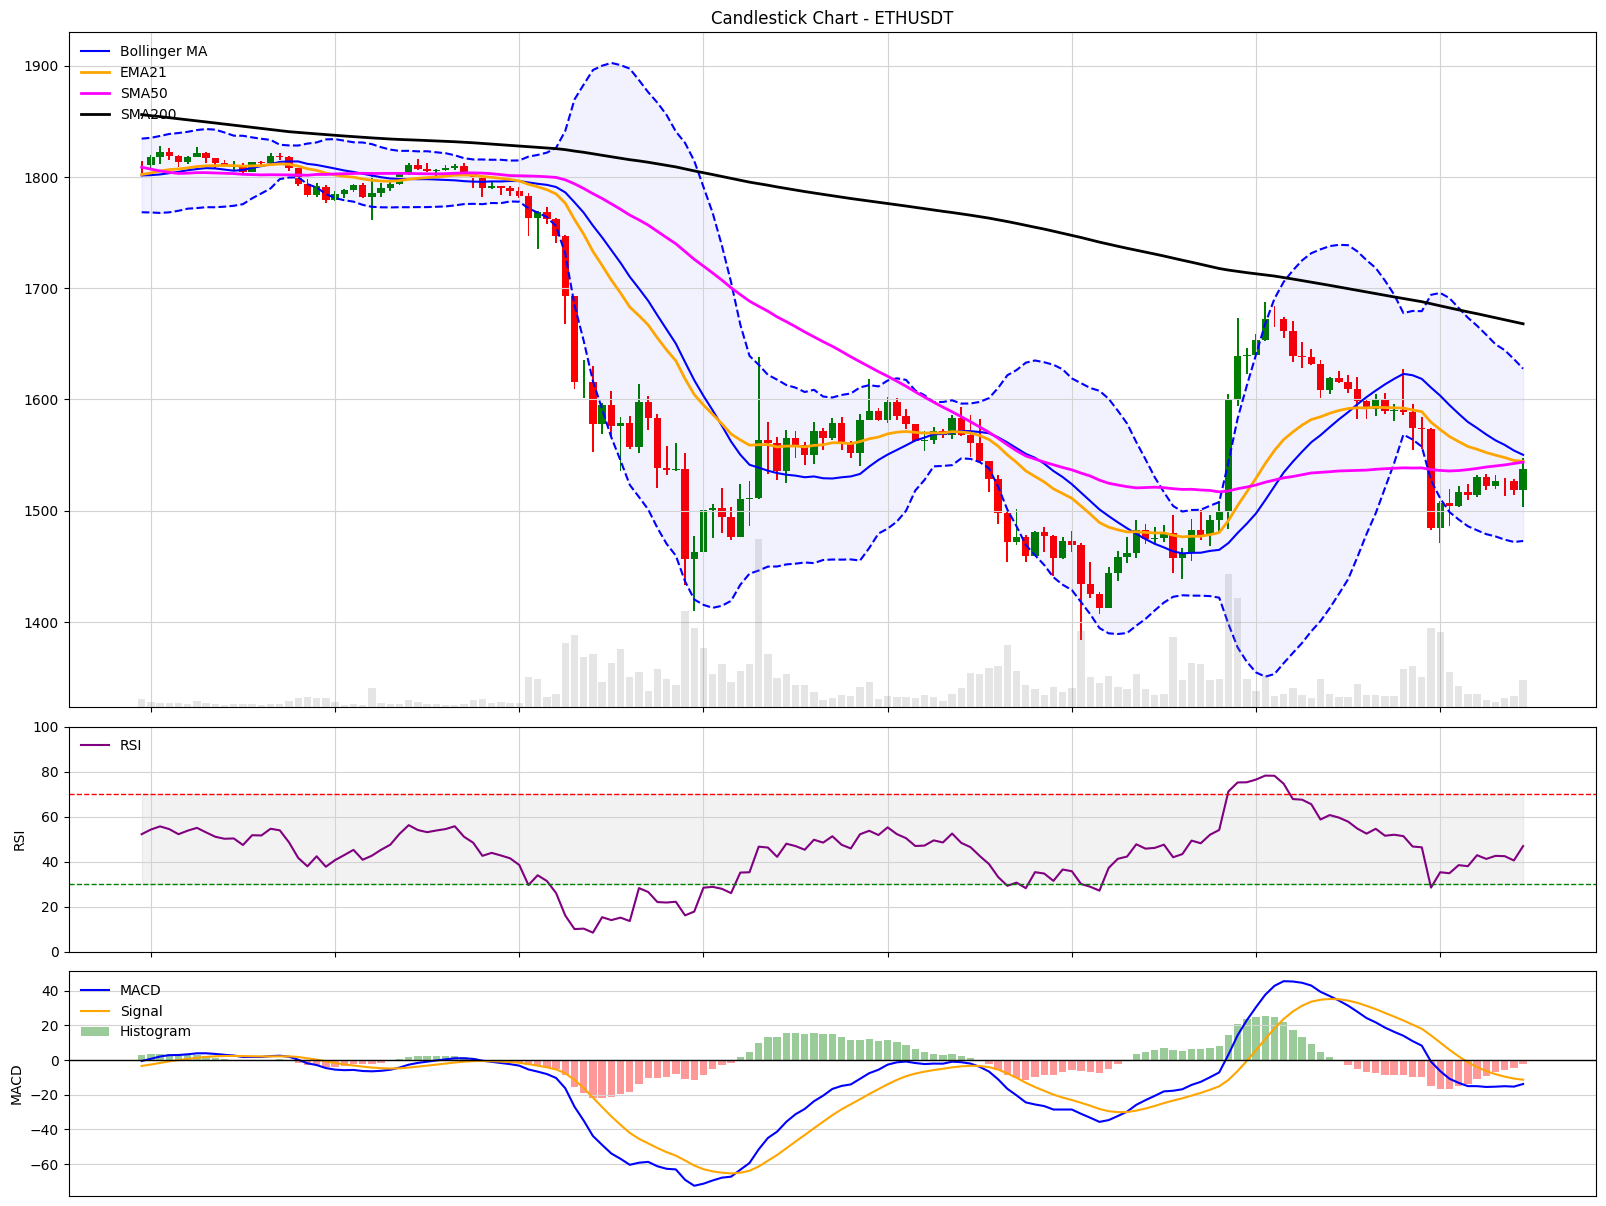 Candlestick Chart - ETHUSDT
Bollinger MA
EMA21
SMA50
SMA200
1900
1800
1700
1600
1500
1400
RSI
100
80
60
40
20
0
RSI
MACD
Signal
Histogram
40
20
0
−20
−40
−60
MACD